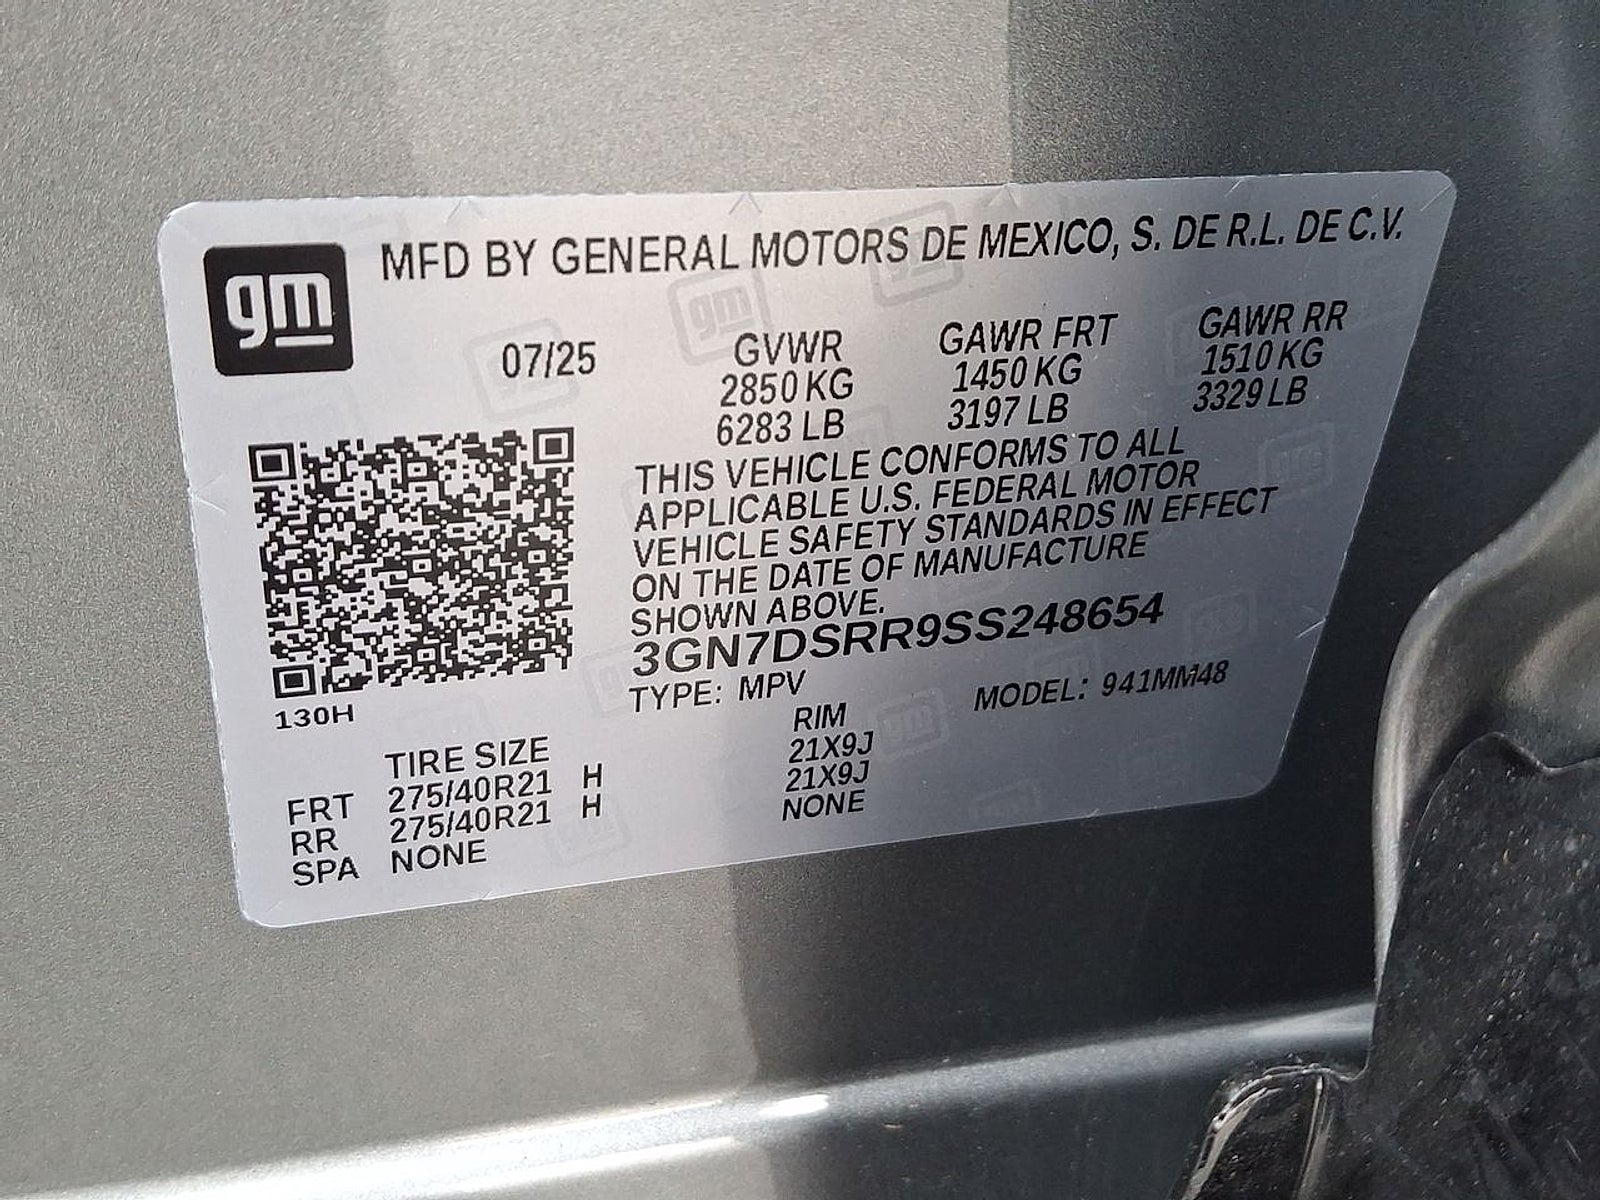 gm
MFD BY GENERAL MOTORS DE MEXICO, S. DE R.L. DE C.V.
07/25 GVWR GAWR FRT GAWR RR
2850 KG 1450 KG 1510 KG
6283 LB 3197 LB 3329 LB
THIS VEHICLE CONFORMS TO ALL
APPLICABLE U.S. FEDERAL MOTOR
VEHICLE SAFETY STANDARDS IN EFFECT
ON THE DATE OF MANUFACTURE
SHOWN ABOVE.
3GN7DSRR9SS248654
TYPE: MPV MODEL: 941MM48
130H
TIRE SIZE RIM
FRT 275/40R21 H 21X9J
RR 275/40R21 H 21X9J
SPA NONE NONE